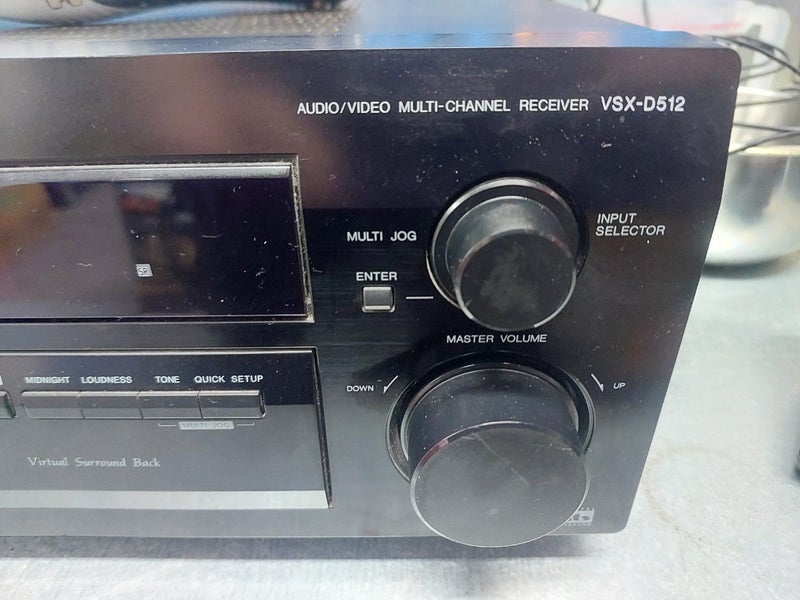 AUDIO/VIDEO MULTI-CHANNEL RECEIVER VSX-D512
INPUT
SELECTOR
MULTI JOG
SR
ENTER
MASTER VOLUME
DOWN
UP
MIDNIGHT LOUDNESS TONE QUICK SETUP
MULTI JOG
Virtual Surround Back